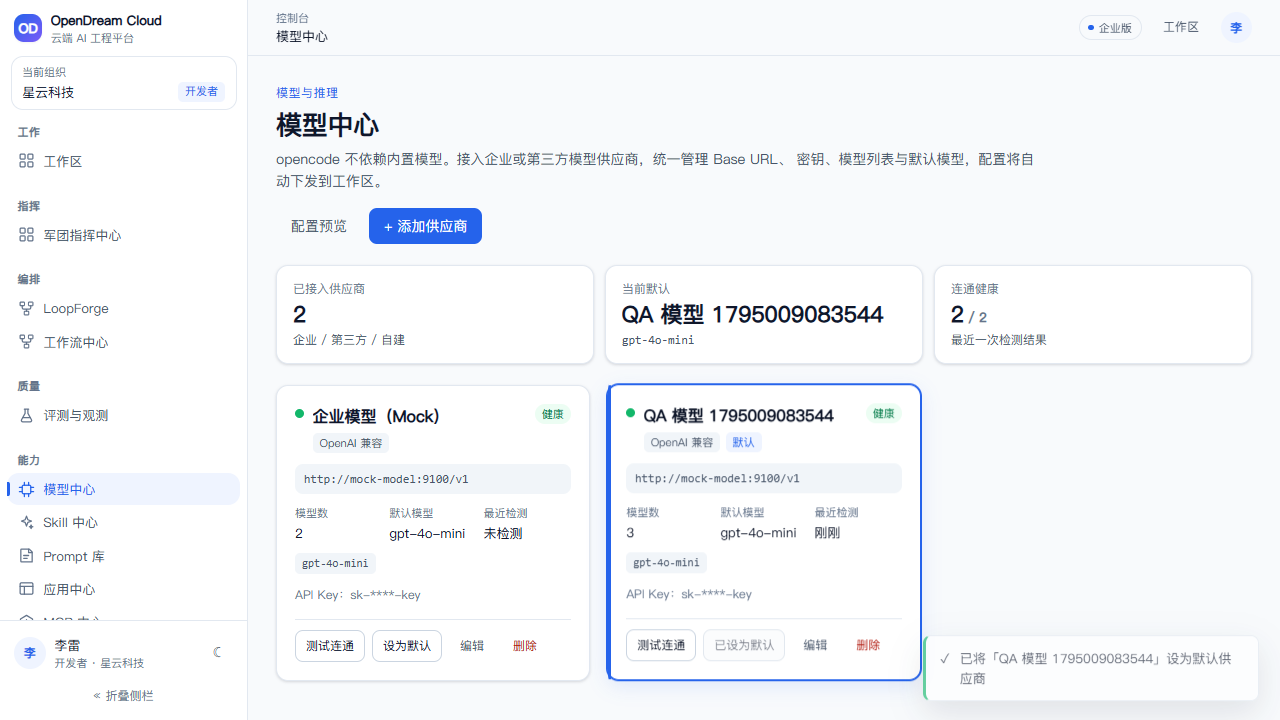 OD
OpenDream Cloud
云端 AI 工程平台
当前组织
星云科技
开发者
工作
工作区
指挥
军团指挥中心
编排
LoopForge
工作流中心
质量
评测与观测
能力
模型中心
Skill 中心
Prompt 库
应用中心
李
李雷
开发者 · 星云科技
« 折叠侧栏
控制台
模型中心
企业版
工作区
李
模型与推理
模型中心
opencode 不依赖内置模型。接入企业或第三方模型供应商，统一管理 Base URL、 密钥、模型列表与默认模型，配置将自
动下发到工作区。
配置预览
+ 添加供应商
已接入供应商
2
企业 / 第三方 / 自建
当前默认
QA 模型 1795009083544
gpt-4o-mini
连通健康
2 / 2
最近一次检测结果
企业模型（Mock）
健康
OpenAI 兼容
http://mock-model:9100/v1
模型数
默认模型
最近检测
2
gpt-4o-mini
未检测
gpt-4o-mini
API Key： sk-****-key
测试连通
设为默认
编辑
删除
QA 模型 1795009083544
健康
OpenAI 兼容
默认
http://mock-model:9100/v1
模型数
默认模型
最近检测
3
gpt-4o-mini
刚刚
gpt-4o-mini
API Key： sk-****-key
测试连通
已设为默认
编辑
删除
✓ 已将「QA 模型 1795009083544」设为默认供
应商